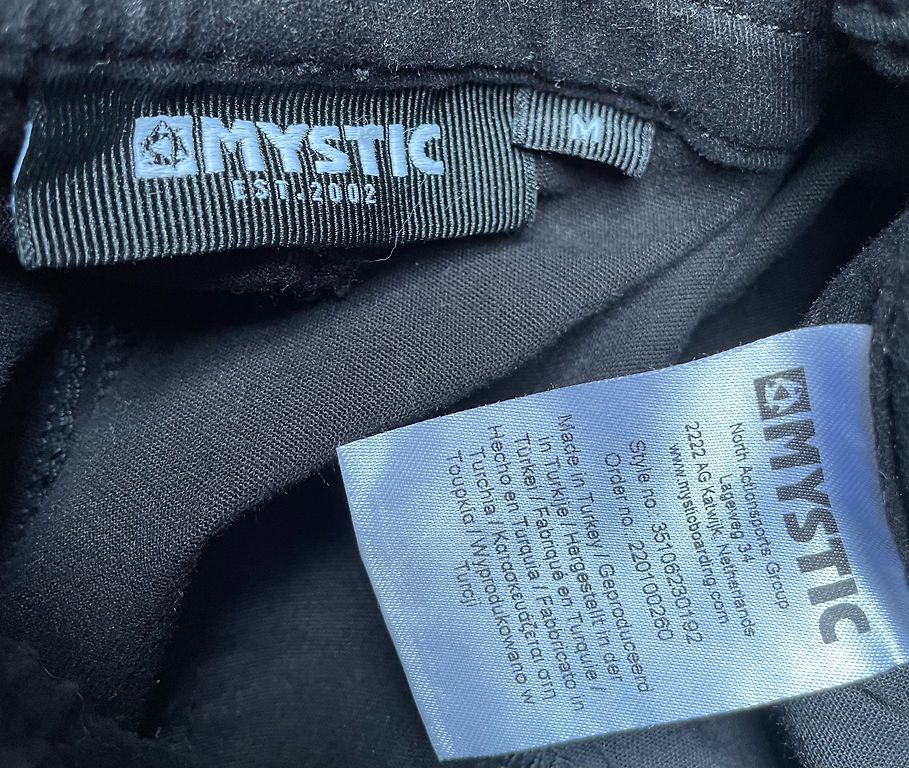 MYSTIC
EST.2002
M
MYSTIC
North Actionsports Group
Lageweg 34
2222 AG Katwijk, Netherlands
www.mysticboarding.com
Style no. 35106230192
Order no. 220100260
Made in Turkey / Geproduceerd
in Turkije / Hergestellt in der
Türkei / Fabriqué en Turquie /
Hecho en Turquía / Fabbricato in
Turchia / Κατασκευάζεται στη
Τουρκία / Wyprodukowano w
Turcji